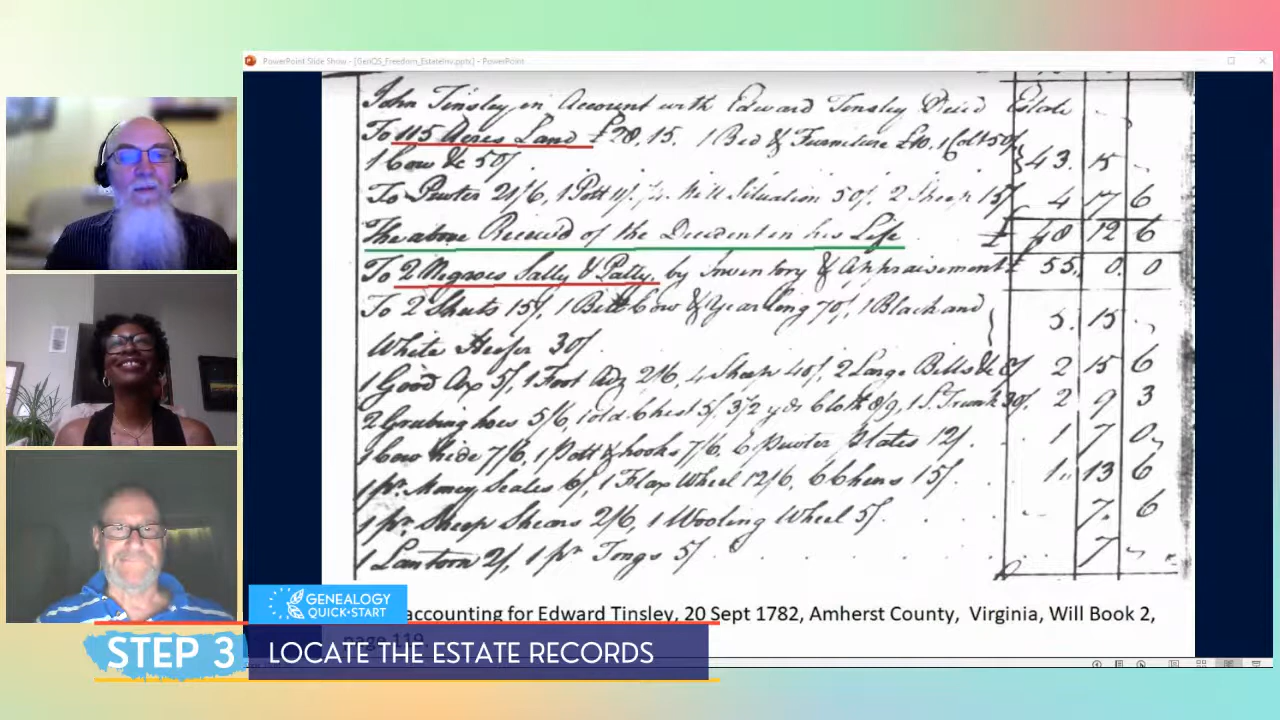 PowerPoint Slide Show - [GenQS_Freedom_EstateInv.pptx] - PowerPoint
John Tinsley in Account with Edward Tinsley Decd Estate
To 115 Acres Land £28.15. 1 Bed & Furniture £10. 1 Colt 50/
1 Cow &c 50/. 43. 15
To Pewter 21/6, 1 Pott 11/. Mill Situation 50/. 2 Sheep 15/ 4 17 6
The above Receiv'd of the Decedent in his Life £ 48 12 6
To 2 Negroes Sally & Patty, by Inventory & Appraisement £ 55. 0. 0
To 2 Shuts 15/, 1 Bell Cow & Yearling 70/, 1 Black and
White Heifer 30/ 5. 15
1 Good Ax 5/, 1 Foot Adz 2/6, 4 Sheep 40/, 2 Large Bells &c 8/ 2 15 6
2 Grubing hoes 5/6, 1 old Chest 5/, 3 1/2 yds Cloth 8/9, 1 S. Trunk 30/. 2 9 3
1 Cow hide 7/6, 1 Pott & hooks 7/6, 6 Pewter Plates 12/. 1 7 0
1 pr. Money Scales 6/, 1 Flax Wheel 12/6, 6 Chears 15/. 1 13 6
1 pr. Sheep Shears 2/6, 1 Wooling Wheel 5/. 7. 6
1 Lantorn 2/, 1 pr Tongs 5/. 7
accounting for Edward Tinsley, 20 Sept 1782, Amherst County, Virginia, Will Book 2,
page 119
GENEALOGY
QUICK•START
STEP 3 LOCATE THE ESTATE RECORDS